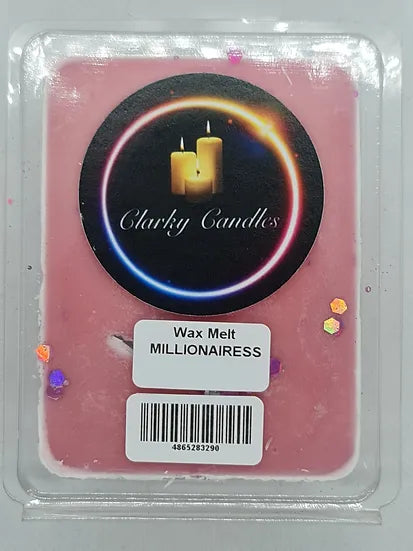 Clarky Candles
Wax Melt
MILLIONAIRESS
4865283290